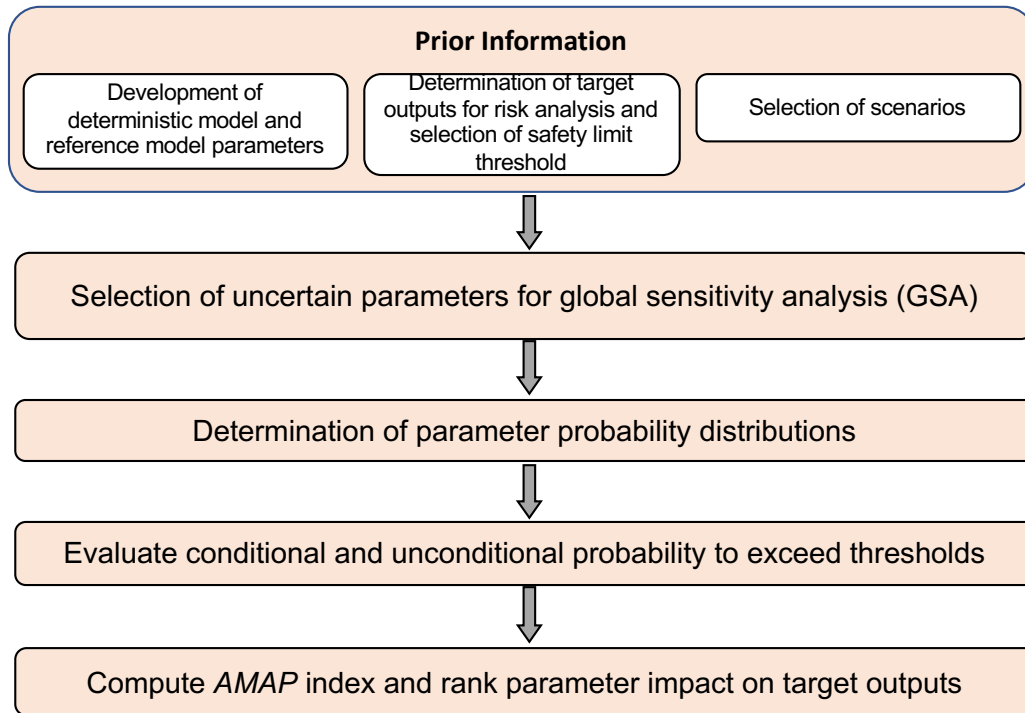 Prior Information
Development of
deterministic model and
reference model parameters
Determination of target
outputs for risk analysis and
selection of safety limit
threshold
Selection of scenarios
Selection of uncertain parameters for global sensitivity analysis (GSA)
Determination of parameter probability distributions
Evaluate conditional and unconditional probability to exceed thresholds
Compute AMAP index and rank parameter impact on target outputs